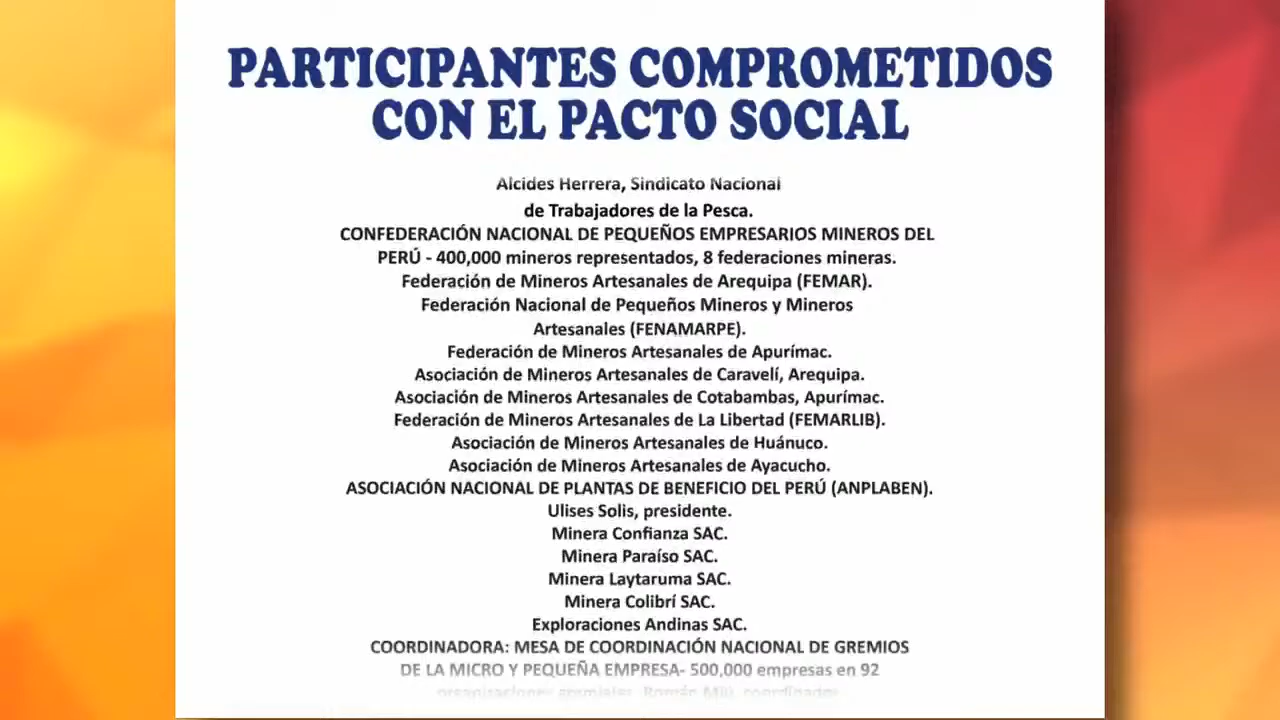 PARTICIPANTES COMPROMETIDOS
CON EL PACTO SOCIAL
Alcides Herrera, Sindicato Nacional
de Trabajadores de la Pesca.
CONFEDERACIÓN NACIONAL DE PEQUEÑOS EMPRESARIOS MINEROS DEL
PERÚ - 400,000 mineros representados, 8 federaciones mineras.
Federación de Mineros Artesanales de Arequipa (FEMAR).
Federación Nacional de Pequeños Mineros y Mineros
Artesanales (FENAMARPE).
Federación de Mineros Artesanales de Apurímac.
Asociación de Mineros Artesanales de Caravelí, Arequipa.
Asociación de Mineros Artesanales de Cotabambas, Apurímac.
Federación de Mineros Artesanales de La Libertad (FEMARLIB).
Asociación de Mineros Artesanales de Huánuco.
Asociación de Mineros Artesanales de Ayacucho.
ASOCIACIÓN NACIONAL DE PLANTAS DE BENEFICIO DEL PERÚ (ANPLABEN).
Ulises Solis, presidente.
Minera Confianza SAC.
Minera Paraíso SAC.
Minera Laytaruma SAC.
Minera Colibrí SAC.
Exploraciones Andinas SAC.
COORDINADORA: MESA DE COORDINACIÓN NACIONAL DE GREMIOS
DE LA MICRO Y PEQUEÑA EMPRESA- 500,000 empresas en 92
organizaciones gremiales. Román coordinador